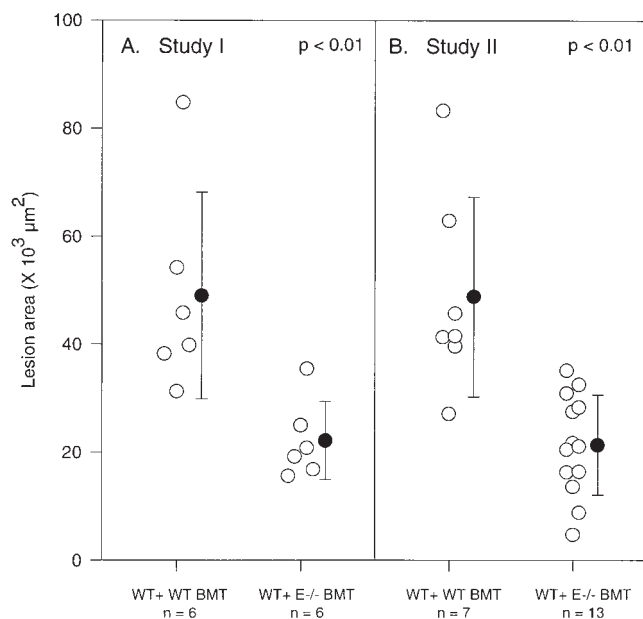 100
80
60
40
20
0
Lesion area (X 10³ μm²)
A. Study I
p < 0.01
B. Study II
p < 0.01
WT+ WT BMT
n = 6
WT+ E-/- BMT
n = 6
WT+ WT BMT
n = 7
WT+ E-/- BMT
n = 13